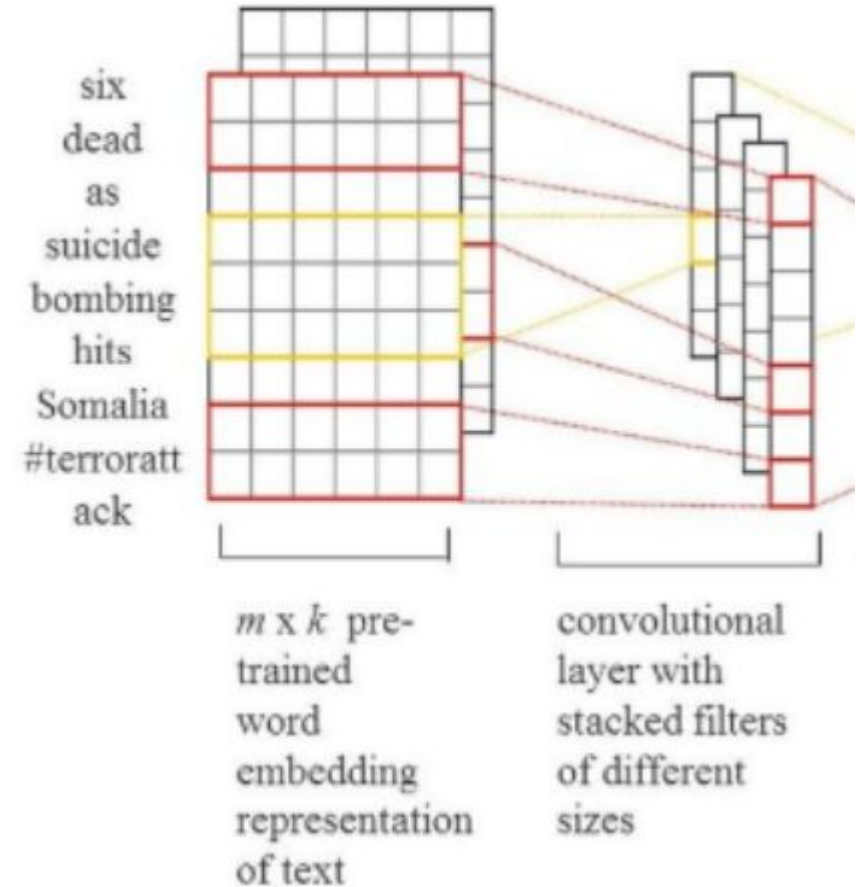 six
dead
as
suicide
bombing
hits
Somalia
#terroratt
ack
m x k pre-
trained
word
embedding
representation
of text
convolutional
layer with
stacked filters
of different
sizes